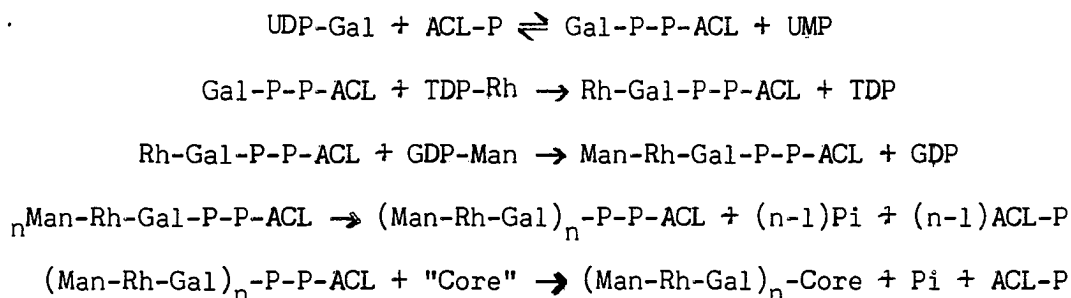 UDP-Gal + ACL-P ⇌ Gal-P-P-ACL + UMP
Gal-P-P-ACL + TDP-Rh → Rh-Gal-P-P-ACL + TDP
Rh-Gal-P-P-ACL + GDP-Man → Man-Rh-Gal-P-P-ACL + GDP
nMan-Rh-Gal-P-P-ACL → (Man-Rh-Gal)n-P-P-ACL + (n-1)Pi + (n-1)ACL-P
(Man-Rh-Gal)n-P-P-ACL + "Core" → (Man-Rh-Gal)n-Core + Pi + ACL-P